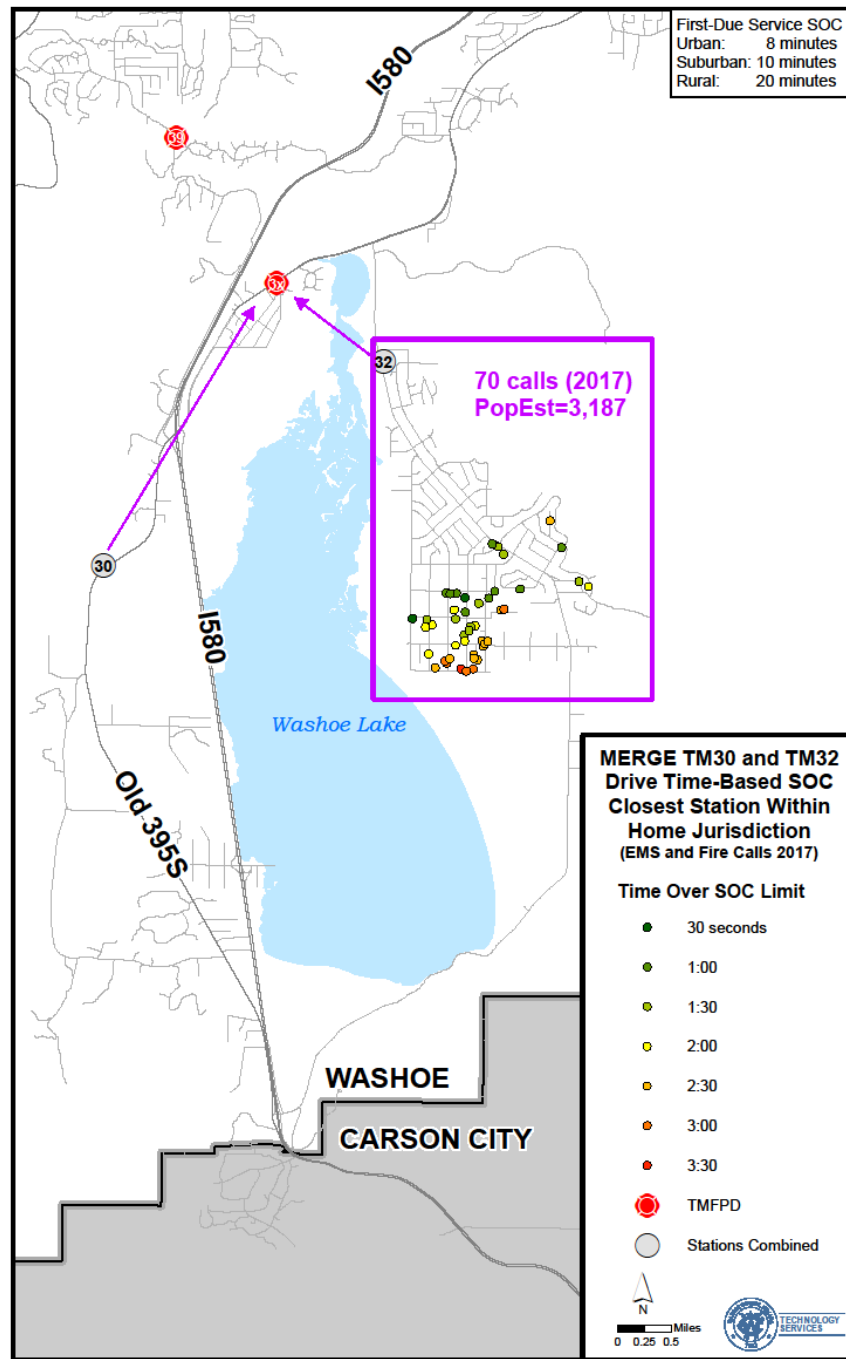 First-Due Service SOC
Urban: 8 minutes
Suburban: 10 minutes
Rural: 20 minutes
I580
39
3x
32
70 calls (2017)
PopEst=3,187
30
I580
Washoe Lake
Old 395S
WASHOE
CARSON CITY
MERGE TM30 and TM32
Drive Time-Based SOC
Closest Station Within
Home Jurisdiction
(EMS and Fire Calls 2017)
Time Over SOC Limit
30 seconds
1:00
1:30
2:00
2:30
3:00
3:30
TMFPD
Stations Combined
N
Miles
0 0.25 0.5
TECHNOLOGY
SERVICES